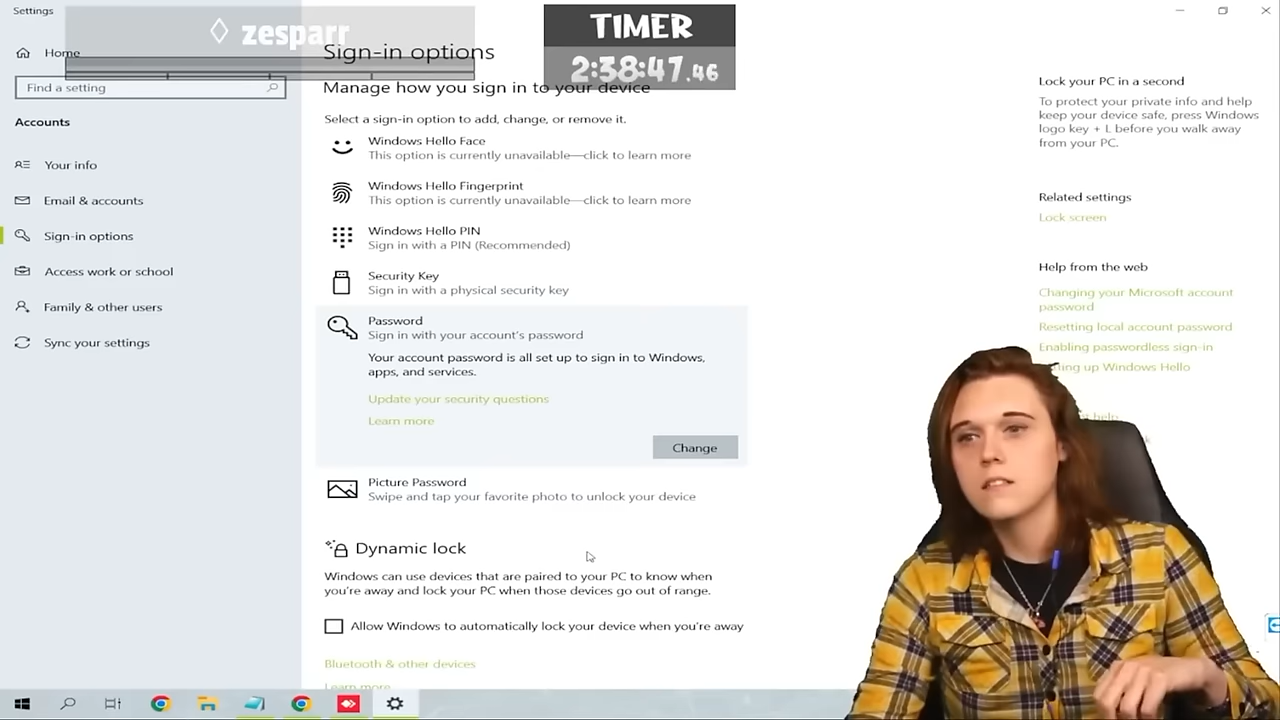 Settings
zesparr
TIMER
2:38:47.46
Home
Find a setting
Accounts
Your info
Email & accounts
Sign-in options
Access work or school
Family & other users
Sync your settings
Sign-in options
Manage how you sign in to your device
Select a sign-in option to add, change, or remove it.
Windows Hello Face
This option is currently unavailable—click to learn more
Windows Hello Fingerprint
This option is currently unavailable—click to learn more
Windows Hello PIN
Sign in with a PIN (Recommended)
Security Key
Sign in with a physical security key
Password
Sign in with your account's password
Your account password is all set up to sign in to Windows,
apps, and services.
Update your security questions
Learn more
Change
Picture Password
Swipe and tap your favorite photo to unlock your device
Dynamic lock
Windows can use devices that are paired to your PC to know when
you're away and lock your PC when those devices go out of range.
Allow Windows to automatically lock your device when you're away
Bluetooth & other devices
Learn more
Lock your PC in a second
To protect your private info and help
keep your device safe, press Windows
logo key + L before you walk away
from your PC.
Related settings
Lock screen
Help from the web
Changing your Microsoft account
password
Resetting local account password
Enabling passwordless sign-in
up Windows Hello
help